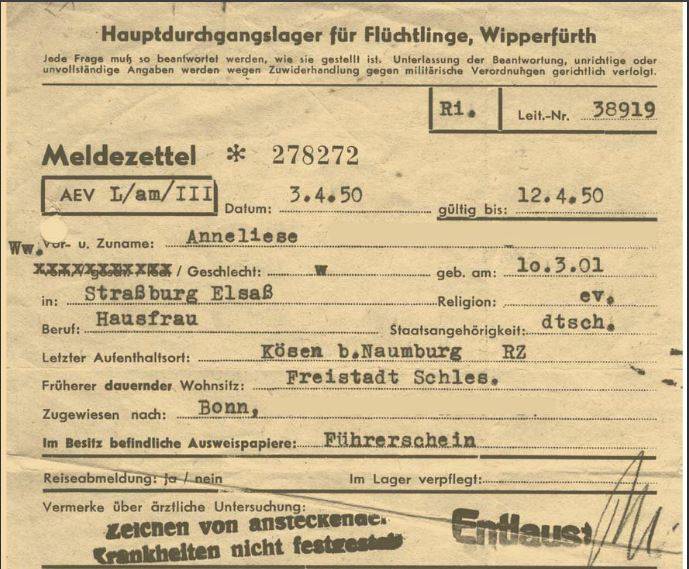 Hauptdurchgangslager für Flüchtlinge, Wipperfürth
Jede Frage muß so beantwortet werden, wie sie gestellt ist. Unterlassung der Beantwortung, unrichtige oder
unvollständige Angaben werden wegen Zuwiderhandlung gegen militärische Verordnuhgen gerichtlich verfolgt.
Ri. Leit.-Nr. 38919
Meldezettel * 278272
AEV L/am/III Datum: 3.4.50 gültig bis: 12.4.50
Ww. Vor- u. Zuname: Anneliese
/ Geschlecht: w geb. am: 1o.3.01
in: Straßburg Elsaß Religion: ev.
Beruf: Hausfrau Staatsangehörigkeit: dtsch.
Letzter Aufenthaltsort: Kösen b.Naumburg RZ
Früherer dauernder Wohnsitz: Freistadt Schles.
Zugewiesen nach: Bonn,
Im Besitz befindliche Ausweispapiere: Führerschein
Reiseabmeldung: ja / nein Im Lager verpflegt:
Vermerke über ärztliche Untersuchung:
Zeichen von ansteckenden Entlaust
Krankheiten nicht festgestellt